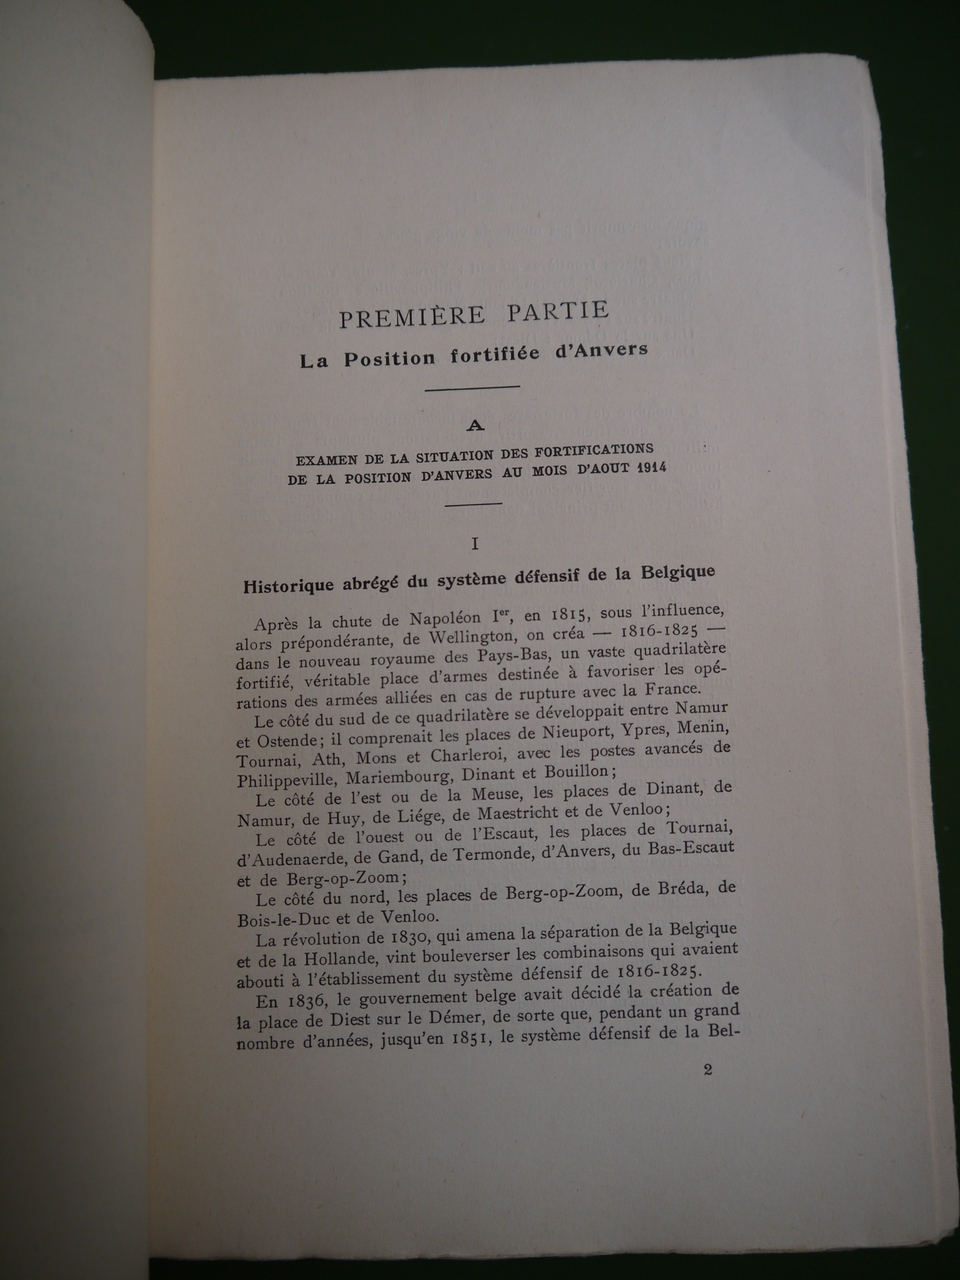 PREMIÈRE PARTIE
La Position fortifiée d'Anvers
A
EXAMEN DE LA SITUATION DES FORTIFICATIONS
DE LA POSITION D'ANVERS AU MOIS D'AOUT 1914
I
Historique abrégé du système défensif de la Belgique
Après la chute de Napoléon Ier, en 1815, sous l'influence,
alors prépondérante, de Wellington, on créa — 1816-1825 —
dans le nouveau royaume des Pays-Bas, un vaste quadrilatère
fortifié, véritable place d'armes destinée à favoriser les opé-
rations des armées alliées en cas de rupture avec la France.
Le côté du sud de ce quadrilatère se développait entre Namur
et Ostende; il comprenait les places de Nieuport, Ypres, Menin,
Tournai, Ath, Mons et Charleroi, avec les postes avancés de
Philippeville, Mariembourg, Dinant et Bouillon;
Le côté de l'est ou de la Meuse, les places de Dinant, de
Namur, de Huy, de Liége, de Maestricht et de Venloo;
Le côté de l'ouest ou de l'Escaut, les places de Tournai,
d'Audenaerde, de Gand, de Termonde, d'Anvers, du Bas-Escaut
et de Berg-op-Zoom;
Le côté du nord, les places de Berg-op-Zoom, de Bréda, de
Bois-le-Duc et de Venloo.
La révolution de 1830, qui amena la séparation de la Belgique
et de la Hollande, vint bouleverser les combinaisons qui avaient
abouti à l'établissement du système défensif de 1816-1825.
En 1836, le gouvernement belge avait décidé la création de
la place de Diest sur le Démer, de sorte que, pendant un grand
nombre d'années, jusqu'en 1851, le système défensif de la Bel-
2